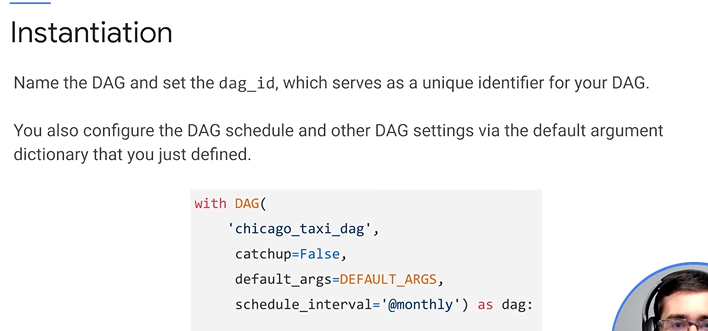 Instantiation
Name the DAG and set the dag_id, which serves as a unique identifier for your DAG.
You also configure the DAG schedule and other DAG settings via the default argument
dictionary that you just defined.
with DAG(
    'chicago_taxi_dag',
     catchup=False,
     default_args=DEFAULT_ARGS,
     schedule_interval='@monthly') as dag: